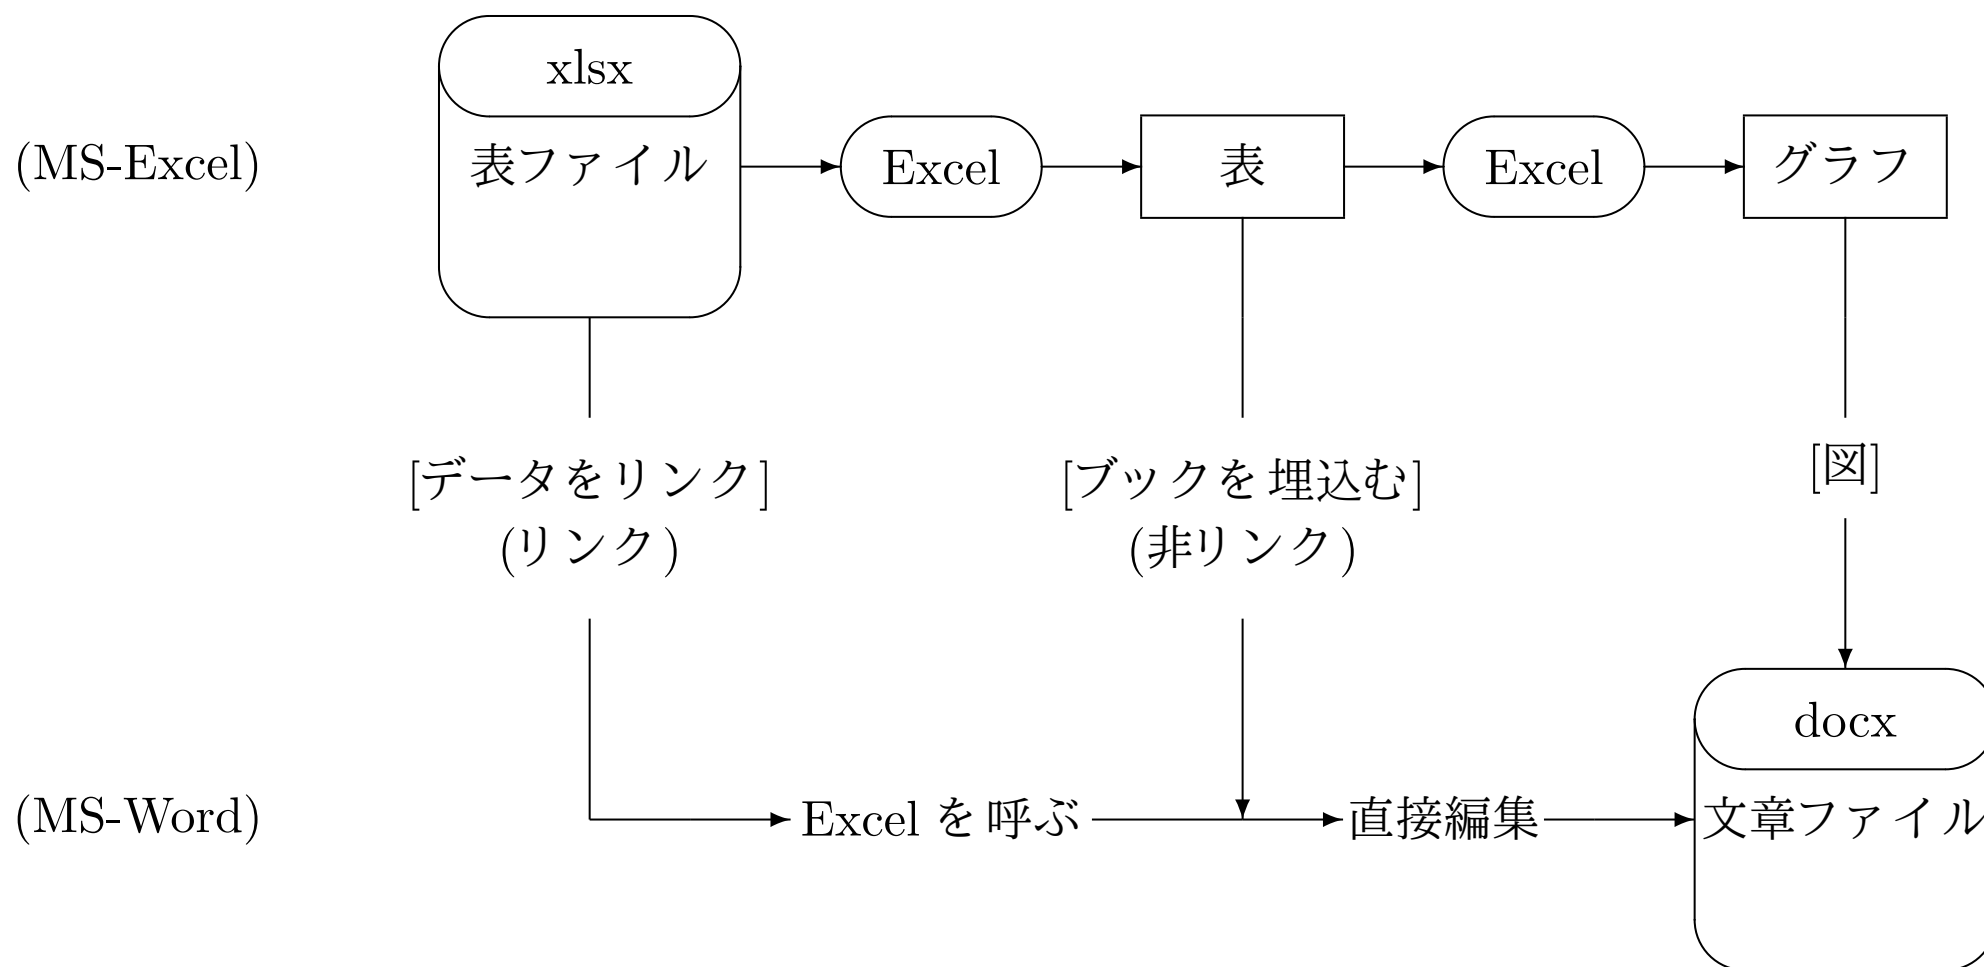 xlsx
(MS-Excel)
表ファイル
Excel
表
Excel
グラフ
[データをリンク]
(リンク)
[ブックを埋込む]
(非リンク)
[図]
docx
(MS-Word)
Excel を呼ぶ
直接編集
文章ファイル